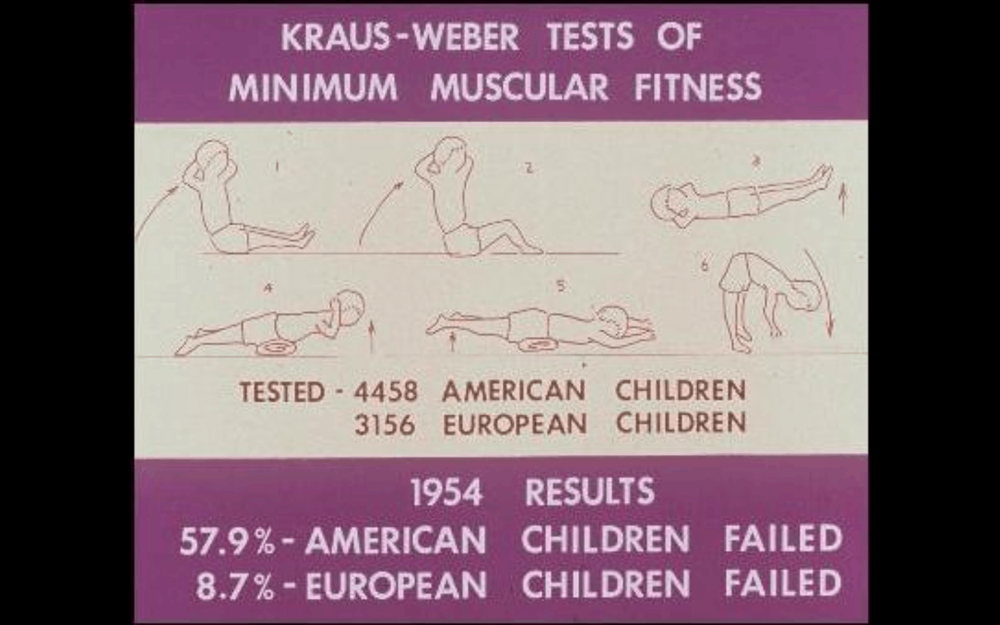 KRAUS-WEBER TESTS OF
MINIMUM MUSCULAR FITNESS
1
2
3
4
5
6
TESTED - 4458 AMERICAN CHILDREN
3156 EUROPEAN CHILDREN
1954 RESULTS
57.9% - AMERICAN CHILDREN FAILED
8.7% - EUROPEAN CHILDREN FAILED